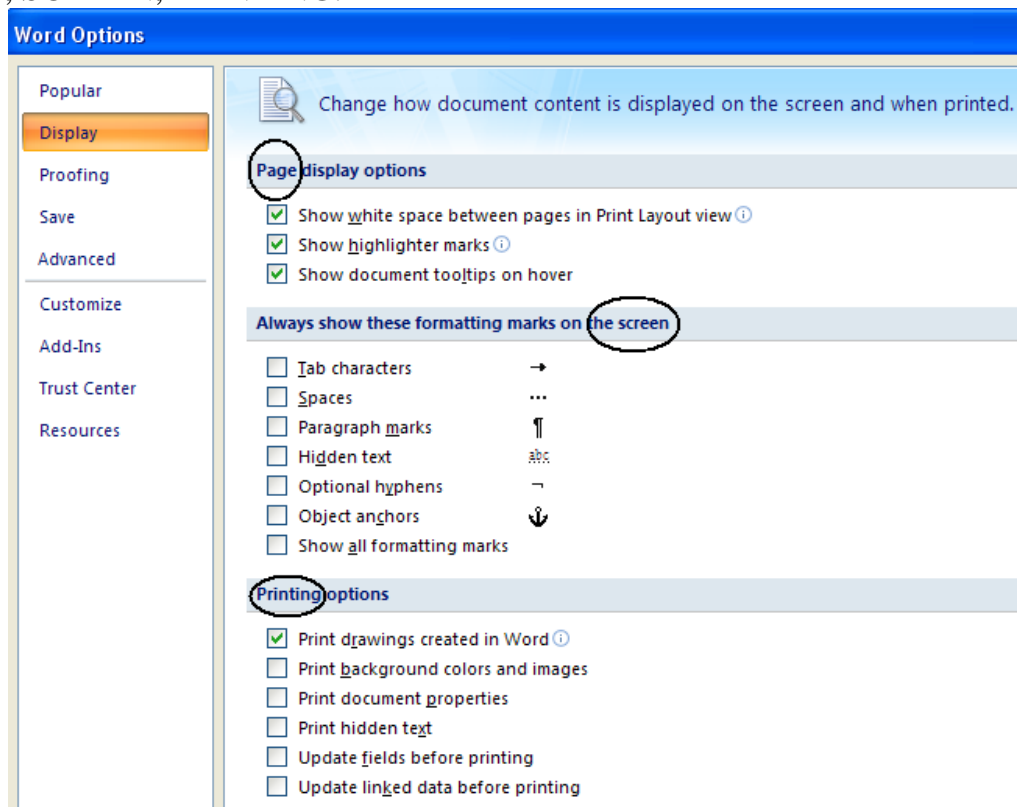 Word Options
Popular
Display
Proofing
Save
Advanced
Customize
Add-Ins
Trust Center
Resources
Change how document content is displayed on the screen and when printed.
Page display options
Show white space between pages in Print Layout view
Show highlighter marks
Show document tooltips on hover
Always show these formatting marks on the screen
Tab characters →
Spaces ...
Paragraph marks ¶
Hidden text abc
Optional hyphens ¬
Object anchors
Show all formatting marks
Printing options
Print drawings created in Word
Print background colors and images
Print document properties
Print hidden text
Update fields before printing
Update linked data before printing